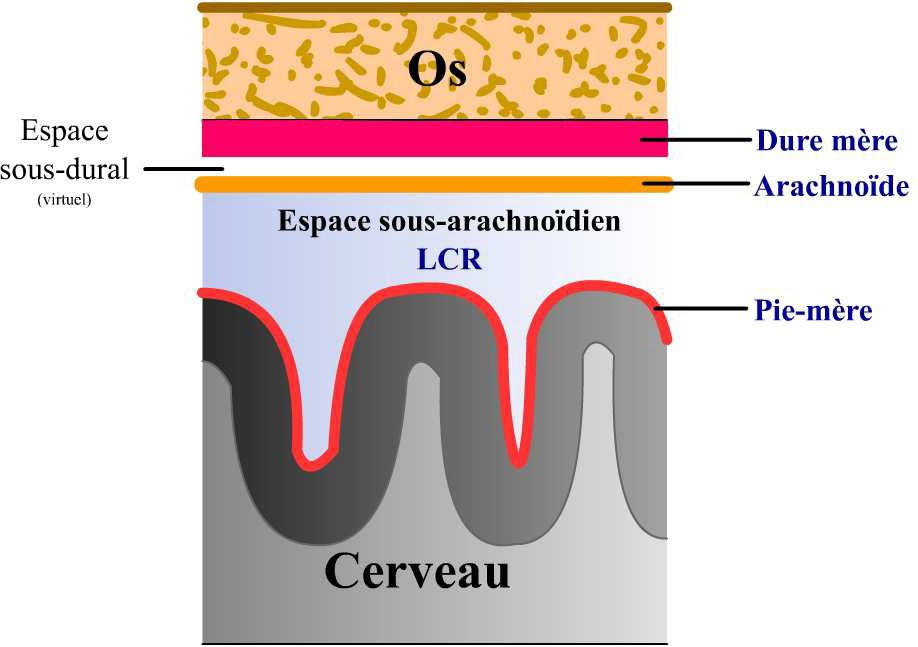 Os
Espace
sous-dural
(virtuel)
Dure mère
Arachnoïde
Espace sous-arachnoïdien
LCR
Pie-mère
Cerveau